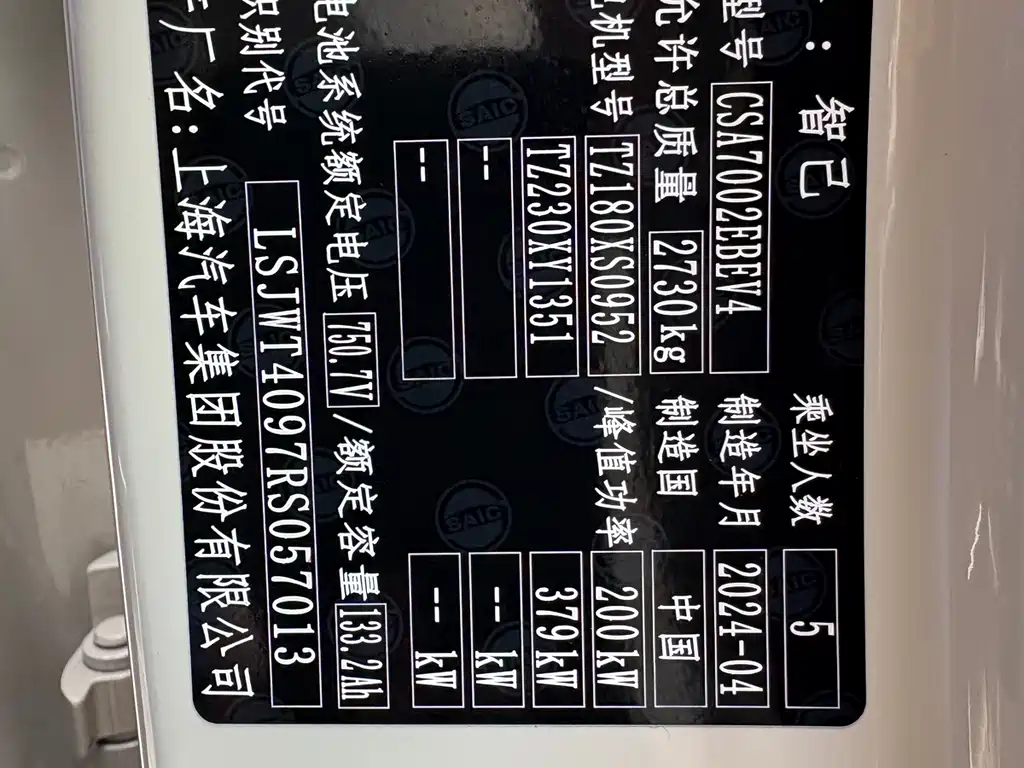 : 智己 乘坐人数 5
型号 CSA7002EBEV4 制造年月 2024-04
允许总质量 2730kg 制造国 中国
机型号 TZ180XS0952 /峰值功率 200kW
TZ230XY1351 379kW
-- -- kW
-- -- kW
电池系统额定电压 750.7V /额定容量 133.2Ah
识别代号 LSJWT4097RS057013
厂名:上海汽车集团股份有限公司
SAIC
SAIC
SAIC
SAIC
SAIC